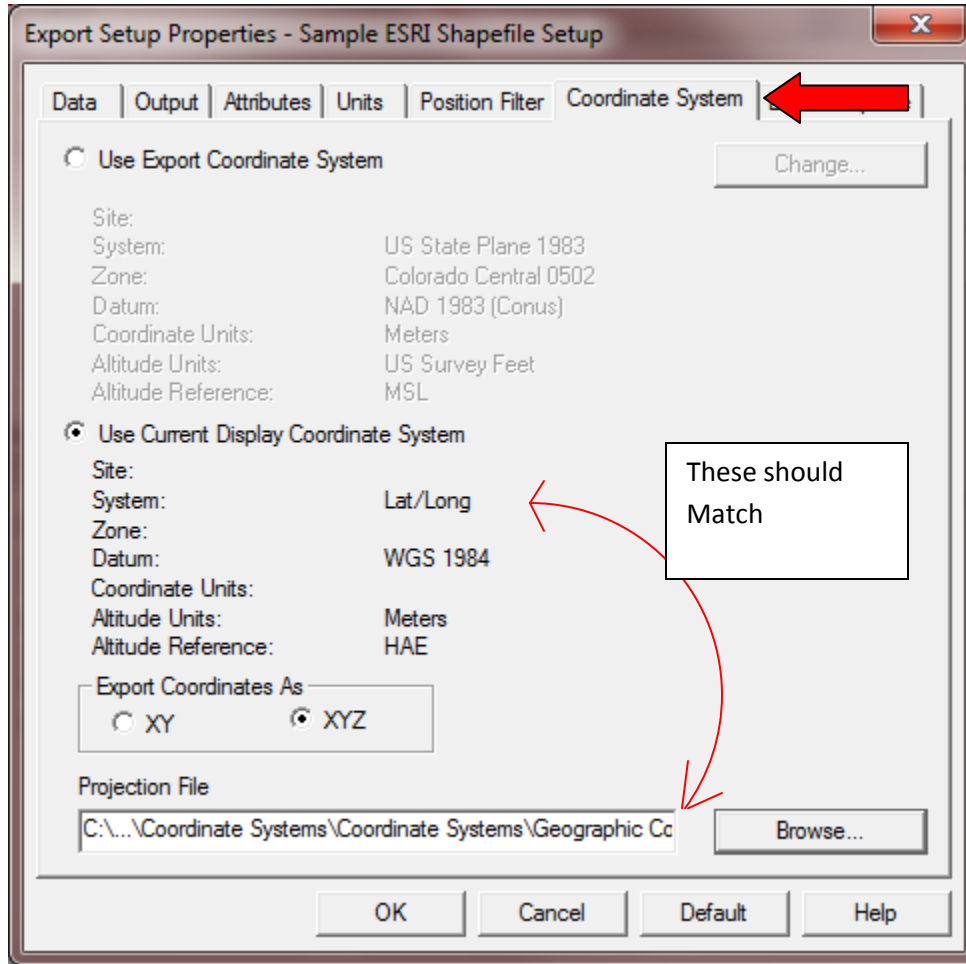 Export Setup Properties - Sample ESRI Shapefile Setup
Data Output Attributes Units Position Filter Coordinate System
Use Export Coordinate System Change...
Site:
System: US State Plane 1983
Zone: Colorado Central 0502
Datum: NAD 1983 (Conus)
Coordinate Units: Meters
Altitude Units: US Survey Feet
Altitude Reference: MSL
Use Current Display Coordinate System
Site:
System: Lat/Long
Zone:
Datum: WGS 1984
Coordinate Units:
Altitude Units: Meters
Altitude Reference: HAE
These should
Match
Export Coordinates As
XY XYZ
Projection File
C:\...\Coordinate Systems\Coordinate Systems\Geographic Co Browse...
OK Cancel Default Help